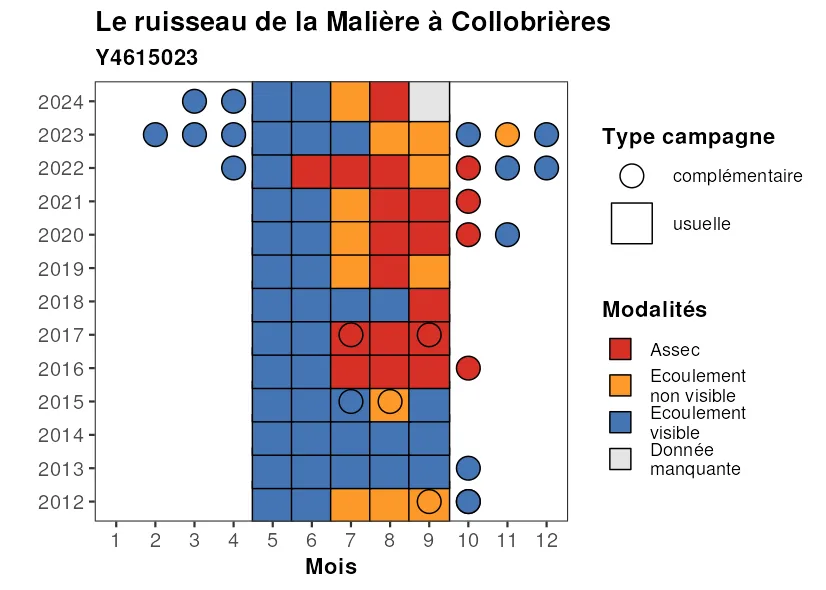 Le ruisseau de la Malière à Collobrières
Y4615023
2024
2023
2022
2021
2020
2019
2018
2017
2016
2015
2014
2013
2012
1 2 3 4 5 6 7 8 9 10 11 12
Mois
Type campagne
complémentaire
usuelle
Modalités
Assec
Ecoulement
non visible
Ecoulement
visible
Donnée
manquante